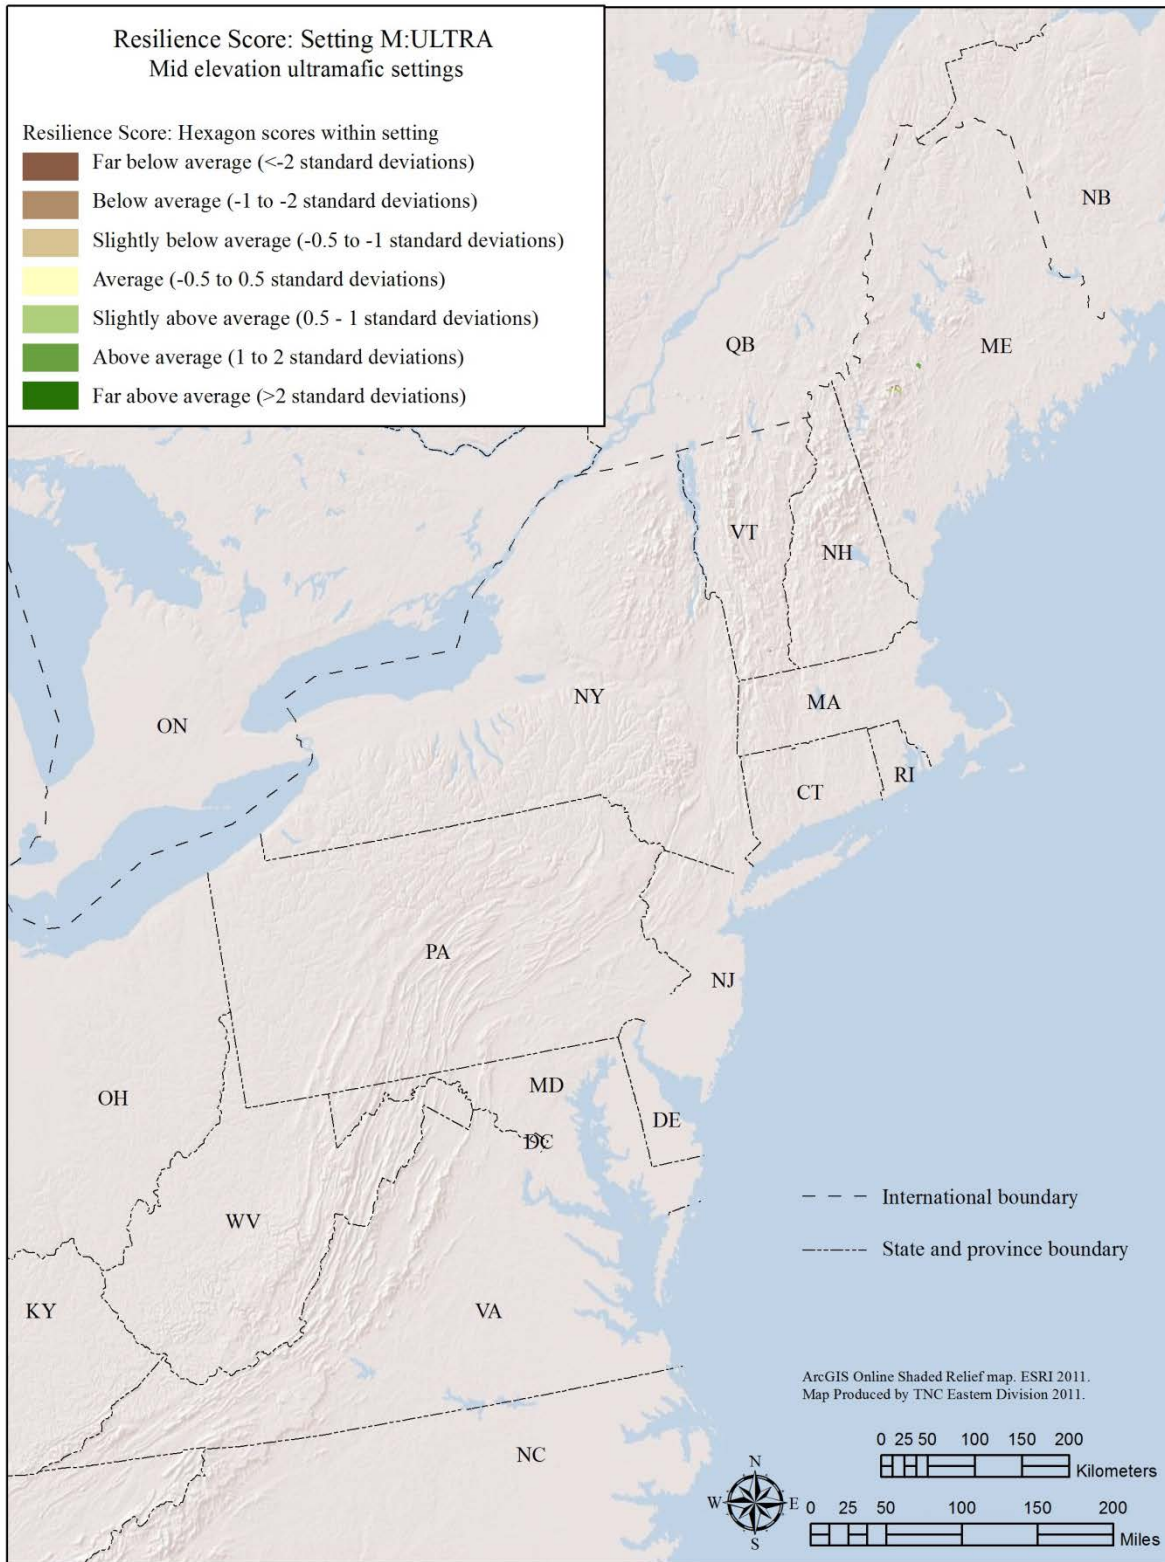 Resilience Score: Setting M:ULTRA
Mid elevation ultramafic settings
Resilience Score: Hexagon scores within setting
Far below average (<-2 standard deviations)
Below average (-1 to -2 standard deviations)
Slightly below average (-0.5 to -1 standard deviations)
Average (-0.5 to 0.5 standard deviations)
Slightly above average (0.5 - 1 standard deviations)
Above average (1 to 2 standard deviations)
Far above average (>2 standard deviations)
NB
QB
ME
VT
NH
NY
MA
ON
RI
CT
PA
NJ
MD
OH
DE
DC
International boundary
WV
State and province boundary
KY
VA
ArcGIS Online Shaded Relief map. ESRI 2011.
Map Produced by TNC Eastern Division 2011.
NC
0 25 50 100 150 200
Kilometers
N
W E
S
0 25 50 100 150 200
Miles